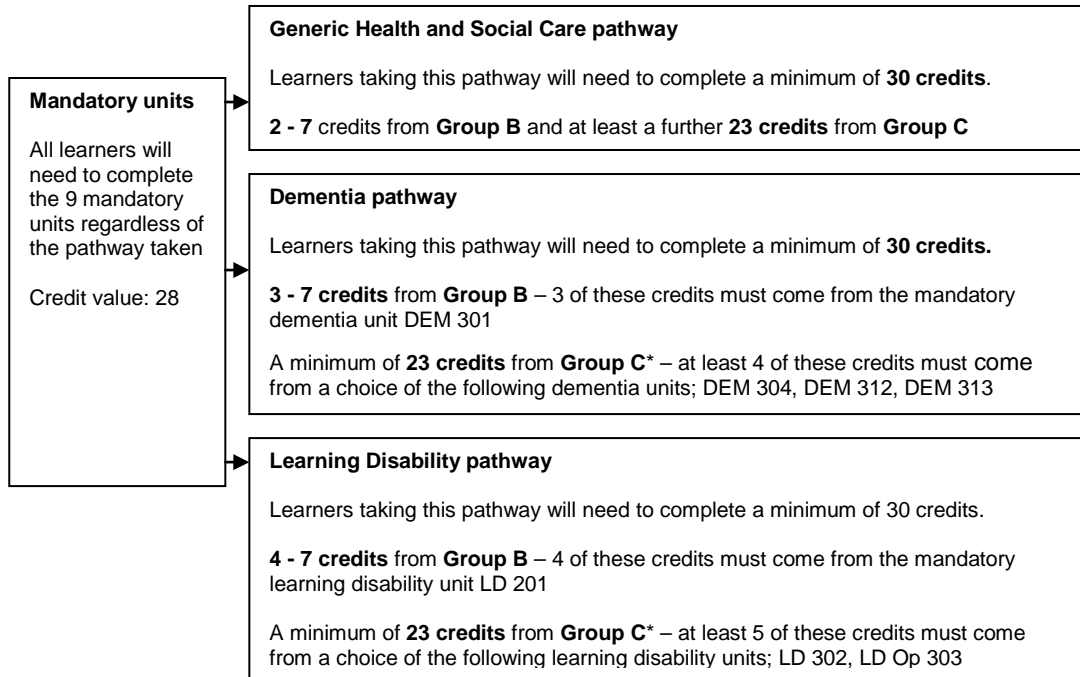 Mandatory units
All learners will
need to complete
the 9 mandatory
units regardless of
the pathway taken
Credit value: 28
Generic Health and Social Care pathway
Learners taking this pathway will need to complete a minimum of 30 credits.
2 - 7 credits from Group B and at least a further 23 credits from Group C
Dementia pathway
Learners taking this pathway will need to complete a minimum of 30 credits.
3 - 7 credits from Group B – 3 of these credits must come from the mandatory
dementia unit DEM 301
A minimum of 23 credits from Group C* – at least 4 of these credits must come
from a choice of the following dementia units; DEM 304, DEM 312, DEM 313
Learning Disability pathway
Learners taking this pathway will need to complete a minimum of 30 credits.
4 - 7 credits from Group B – 4 of these credits must come from the mandatory
learning disability unit LD 201
A minimum of 23 credits from Group C* – at least 5 of these credits must come
from a choice of the following learning disability units; LD 302, LD Op 303